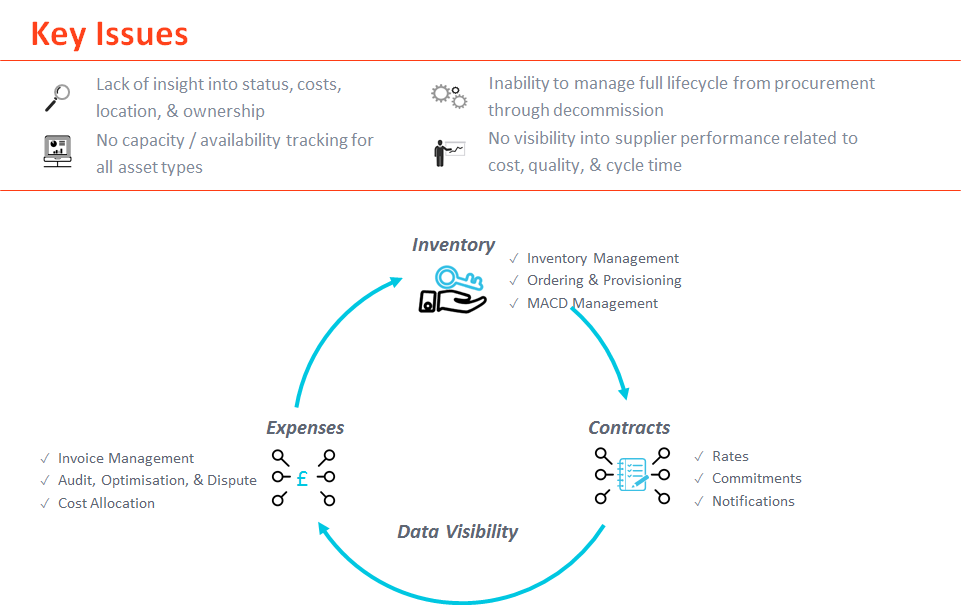 Key Issues
Lack of insight into status, costs,
location, & ownership
No capacity / availability tracking for
all asset types
Inability to manage full lifecycle from procurement
through decommission
No visibility into supplier performance related to
cost, quality, & cycle time
Inventory
✓ Inventory Management
✓ Ordering & Provisioning
✓ MACD Management
Contracts
✓ Rates
✓ Commitments
✓ Notifications
Expenses
✓ Invoice Management
✓ Audit, Optimisation, & Dispute
✓ Cost Allocation
£
Data Visibility